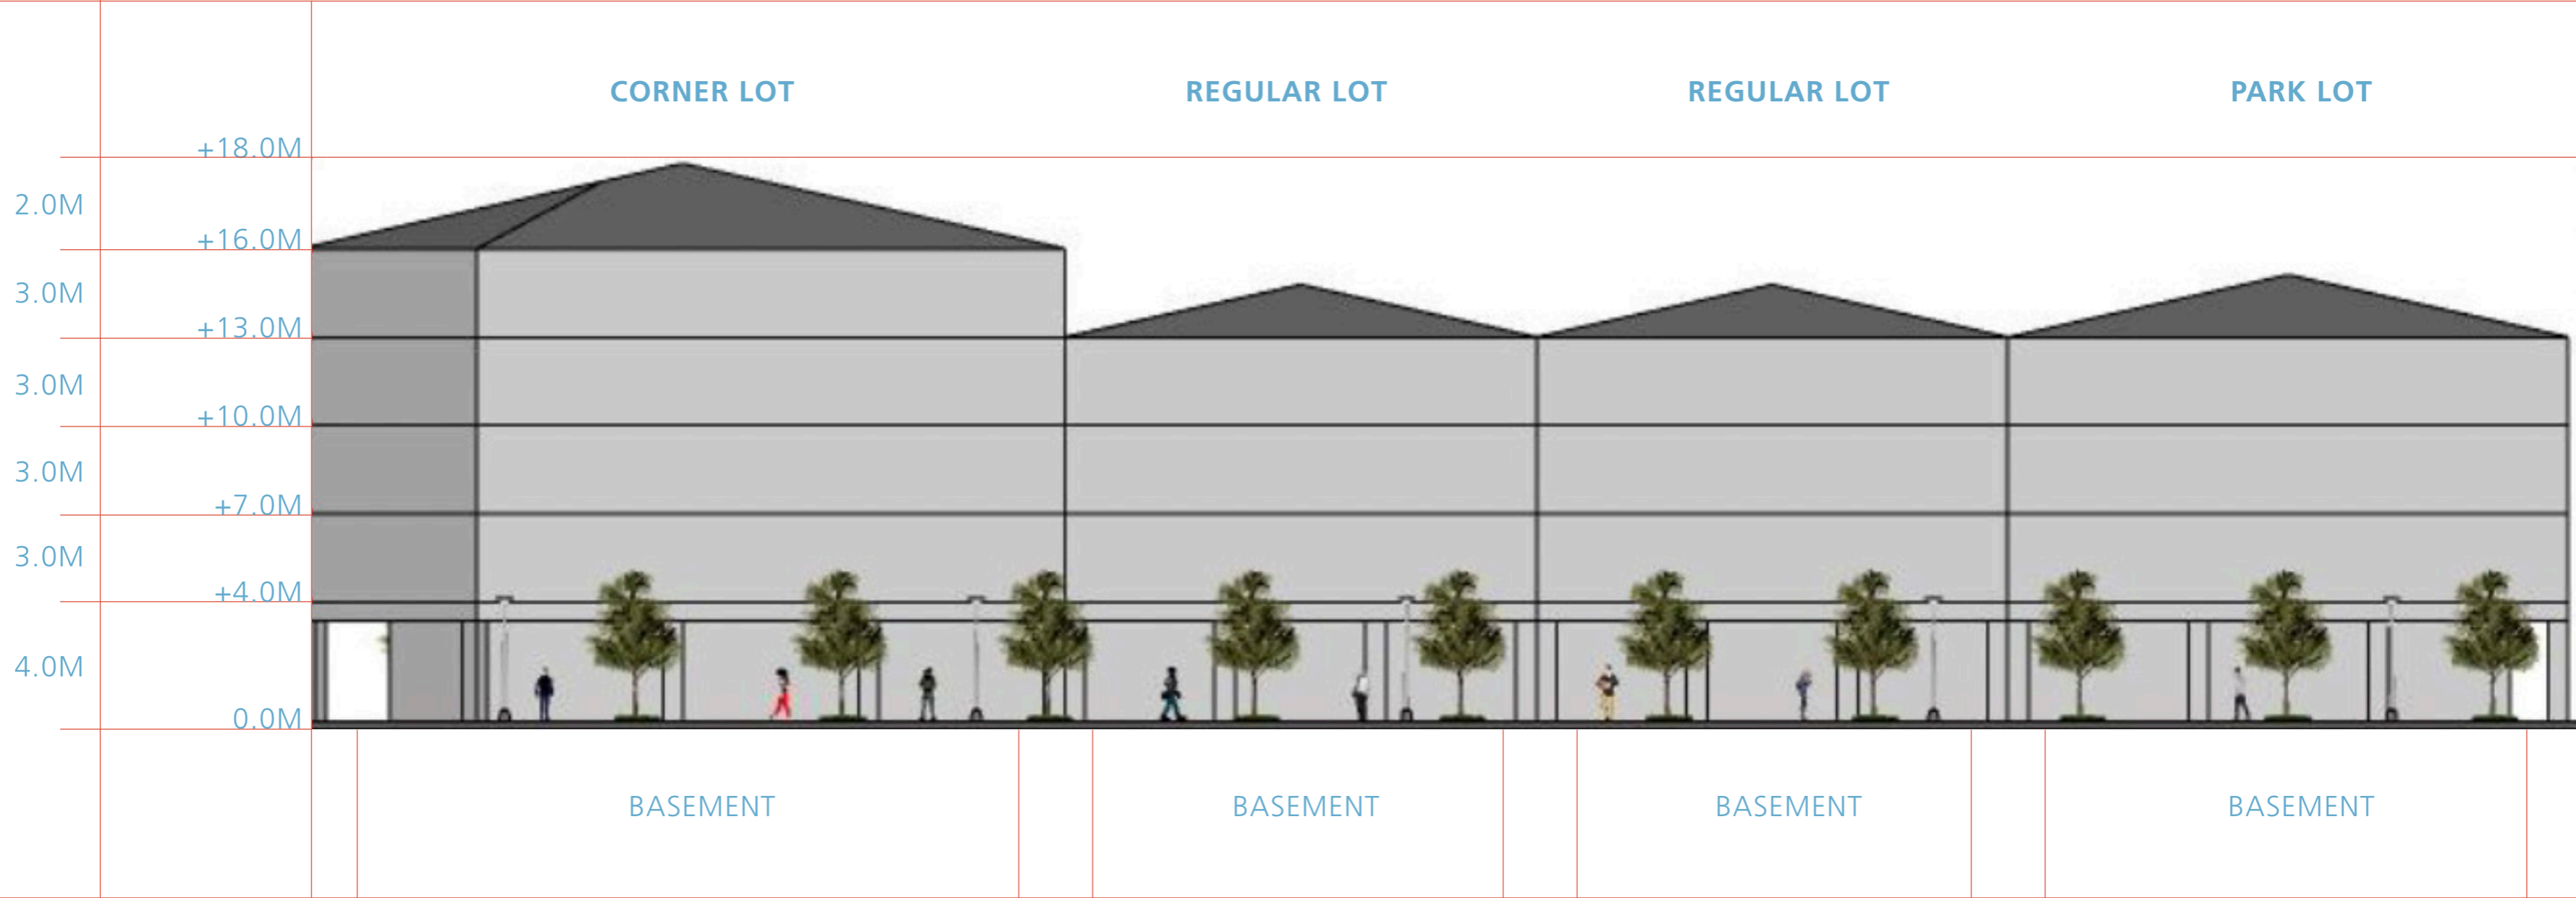 CORNER LOT
REGULAR LOT
REGULAR LOT
PARK LOT
+18.0M
2.0M
+16.0M
3.0M
+13.0M
3.0M
+10.0M
3.0M
+7.0M
3.0M
+4.0M
4.0M
0.0M
BASEMENT
BASEMENT
BASEMENT
BASEMENT